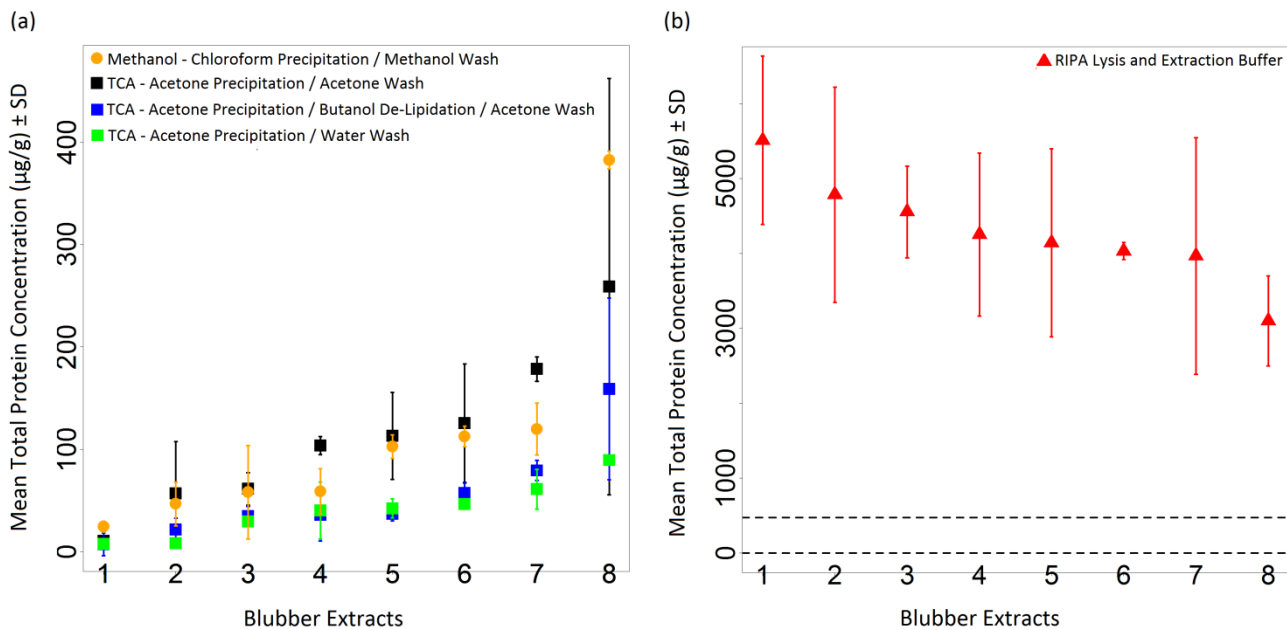 (a)
Mean Total Protein Concentration (µg/g) ± SD
400
300
200
100
0
Methanol - Chloroform Precipitation / Methanol Wash
TCA - Acetone Precipitation / Acetone Wash
TCA - Acetone Precipitation / Butanol De-Lipidation / Acetone Wash
TCA - Acetone Precipitation / Water Wash
1 2 3 4 5 6 7 8
Blubber Extracts
(b)
Mean Total Protein Concentration (µg/g) ± SD
5000
3000
1000
0
RIPA Lysis and Extraction Buffer
1 2 3 4 5 6 7 8
Blubber Extracts